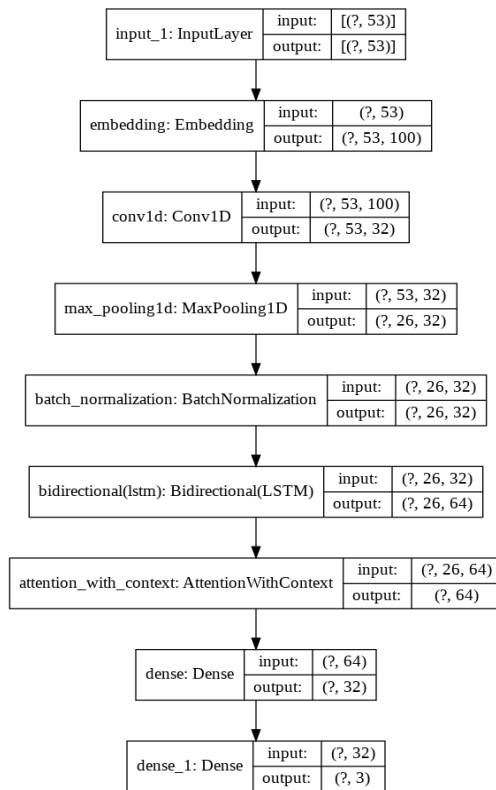 input_1: InputLayer
input: [(?, 53)]
output: [(?, 53)]
embedding: Embedding
input: (?, 53)
output: (?, 53, 100)
conv1d: Conv1D
input: (?, 53, 100)
output: (?, 53, 32)
max_pooling1d: MaxPooling1D
input: (?, 53, 32)
output: (?, 26, 32)
batch_normalization: BatchNormalization
input: (?, 26, 32)
output: (?, 26, 32)
bidirectional(lstm): Bidirectional(LSTM)
input: (?, 26, 32)
output: (?, 26, 64)
attention_with_context: AttentionWithContext
input: (?, 26, 64)
output: (?, 64)
dense: Dense
input: (?, 64)
output: (?, 32)
dense_1: Dense
input: (?, 32)
output: (?, 3)